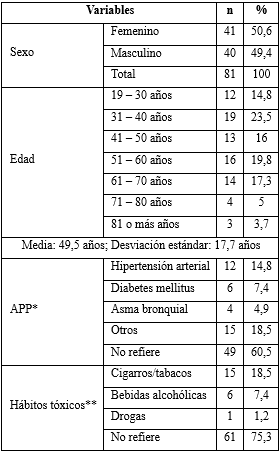 Variables n %
Sexo
Femenino 41 50,6
Masculino 40 49,4
Total 81 100
Edad
19 – 30 años 12 14,8
31 – 40 años 19 23,5
41 – 50 años 13 16
51 – 60 años 16 19,8
61 – 70 años 14 17,3
71 – 80 años 4 5
81 o más años 3 3,7
Media: 49,5 años; Desviación estándar: 17,7 años
APP*
Hipertensión arterial 12 14,8
Diabetes mellitus 6 7,4
Asma bronquial 4 4,9
Otros 15 18,5
No refiere 49 60,5
Hábitos tóxicos**
Cigarros/tabacos 15 18,5
Bebidas alcohólicas 6 7,4
Drogas 1 1,2
No refiere 61 75,3